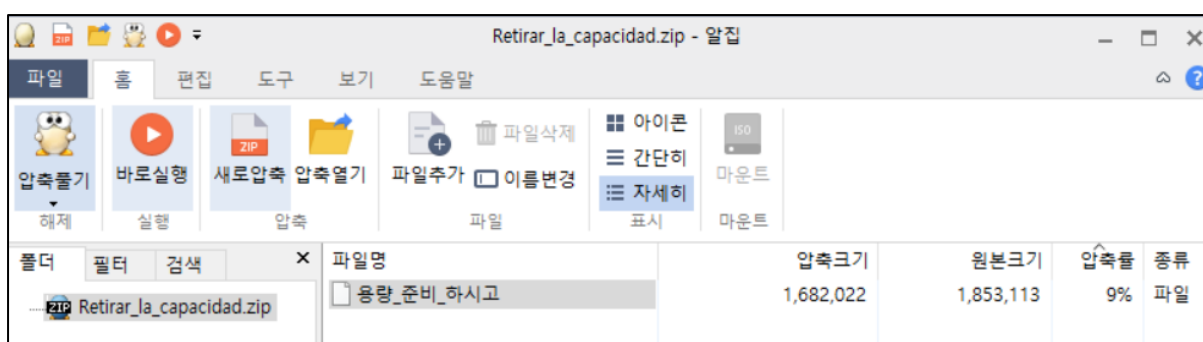 ZIP Retirar_la_capacidad.zip - 알집
파일 홈 편집 도구 보기 도움말 ?
ZIP 파일삭제 아이콘 ISO
압축풀기 바로실행 새로압축 압축열기 파일추가 이름변경 간단히 마운트
자세히
해제 실행 압축 파일 표시 마운트
폴더 필터 검색 × 파일명 압축크기 원본크기 압축률 종류
ZIP Retirar_la_capacidad.zip 용량_준비_하시고 1,682,022 1,853,113 9% 파일